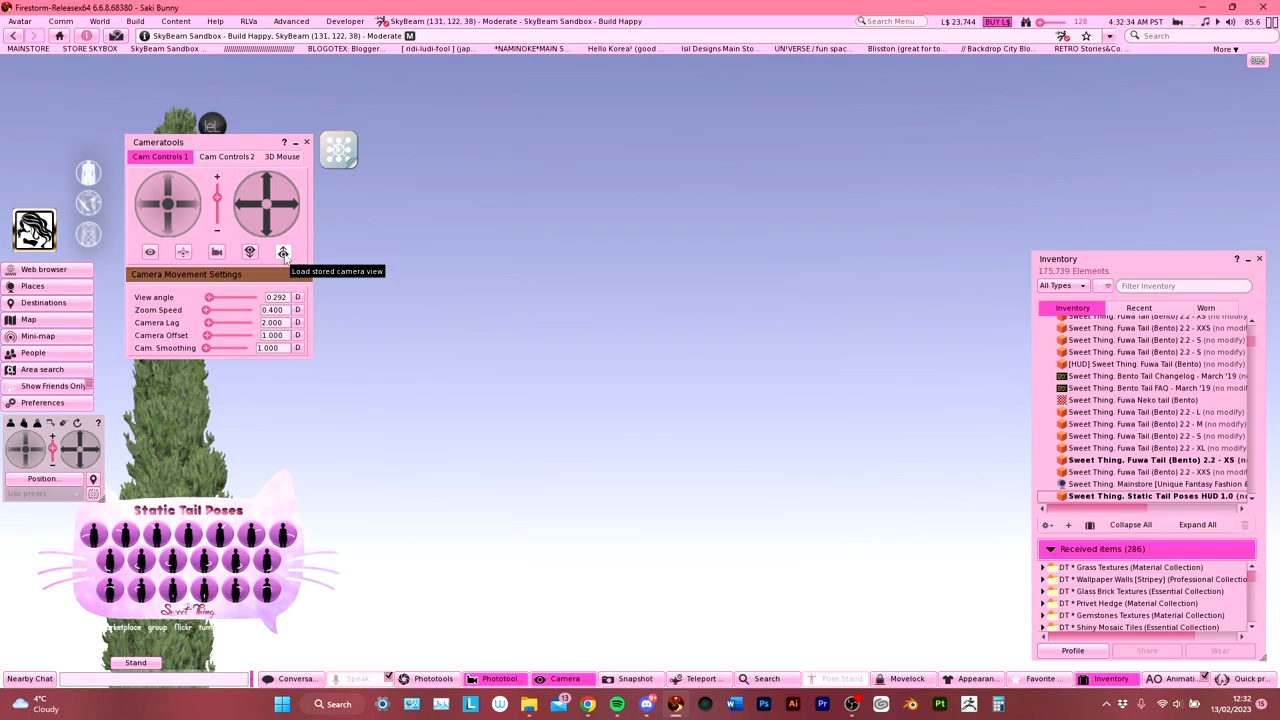 Firestorm-Releasex64 6.6.8.68380 - Saki Bunny
Avatar Comm World Build Content Help RLVa Advanced Developer SkyBeam (131, 122, 38) - Moderate - SkyBeam Sandbox - Build Happy
Search Menu L$ 23,744 BUY L$ 128 4:32:34 AM PST 85.6
SkyBeam Sandbox - Build Happy, SkyBeam (131, 122, 38) - Moderate M
Search
MAINSTORE STORE SKYBOX SkyBeam Sandbox ... BLOGOTEX: Blogger... [ ridi-ludi-fool ] (jap... *NAMINOKE*MAIN S... Hello Korea! (good ... Isil Designs Main Sto... UN!VERSE / fun spac... Blisston (great for to... // Backdrop City Blo... RETRO Stories&Co. ... More ▼
leL
Cameratools ?
Cam Controls 1 Cam Controls 2 3D Mouse
+
−
Load stored camera view
Camera Movement Settings
View angle 0.292 D
Zoom Speed 0.400 D
Camera Lag 2.000 D
Camera Offset 1.000 D
Cam. Smoothing 1.000 D
Web browser
Places
Destinations
Map
Mini-map
People
Area search
Show Friends Only
Preferences
?
+
−
Position...
Use preset
Static Tail Poses
Sweet Thing.
group flickr
Stand
Inventory ?
175,739 Elements
All Types Filter Inventory
Inventory Recent Worn
Sweet Thing. Fuwa Tail (Bento) 2.2 - XS
Sweet Thing. Fuwa Tail (Bento) 2.2 - XXS
Sweet Thing. Fuwa Tail (Bento) 2.2 - S
Sweet Thing. Fuwa Tail (Bento) 2.2 - S
[HUD] Sweet Thing. Fuwa Tail (Bento)
Sweet Thing. Bento Tail Changelog - March '19 (no modif
Sweet Thing. Bento Tail FAQ - March '19 (no modif
Sweet Thing. Fuwa Neko tail (Bento)
Sweet Thing. Fuwa Tail (Bento) 2.2 - L (no modify)
Sweet Thing. Fuwa Tail (Bento) 2.2 - M (no modify)
Sweet Thing. Fuwa Tail (Bento) 2.2 - S (no modify)
Sweet Thing. Fuwa Tail (Bento) 2.2 - XL (no modify)
Sweet Thing. Fuwa Tail (Bento) 2.2 - XS (n
Sweet Thing. Fuwa Tail (Bento) 2.2 - XXS (no modify)
Sweet Thing. Mainstore [Unique Fantasy Fashion &
Sweet Thing. Static Tail Poses HUD 1.0 (n
+ Collapse All Expand All
Received items (286)
DT * Grass Textures (Material Collection)
DT * Wallpaper Walls [Stripey] (Professional Collectio
DT * Glass Brick Textures (Essential Collection)
DT * Privet Hedge (Material Collection)
DT * Gemstones Textures (Material Collection)
DT * Shiny Mosaic Tiles (Essential Collection)
Profile Share Wear
Nearby Chat Conversa... Speak Phototools Phototool... Camera ... Snapshot Teleport ... Search Pose Stand Movelock Appearan... Favorite ... Inventory Animati... Quick pr...
4°C
Cloudy
Search
13
12:32
13/02/2023